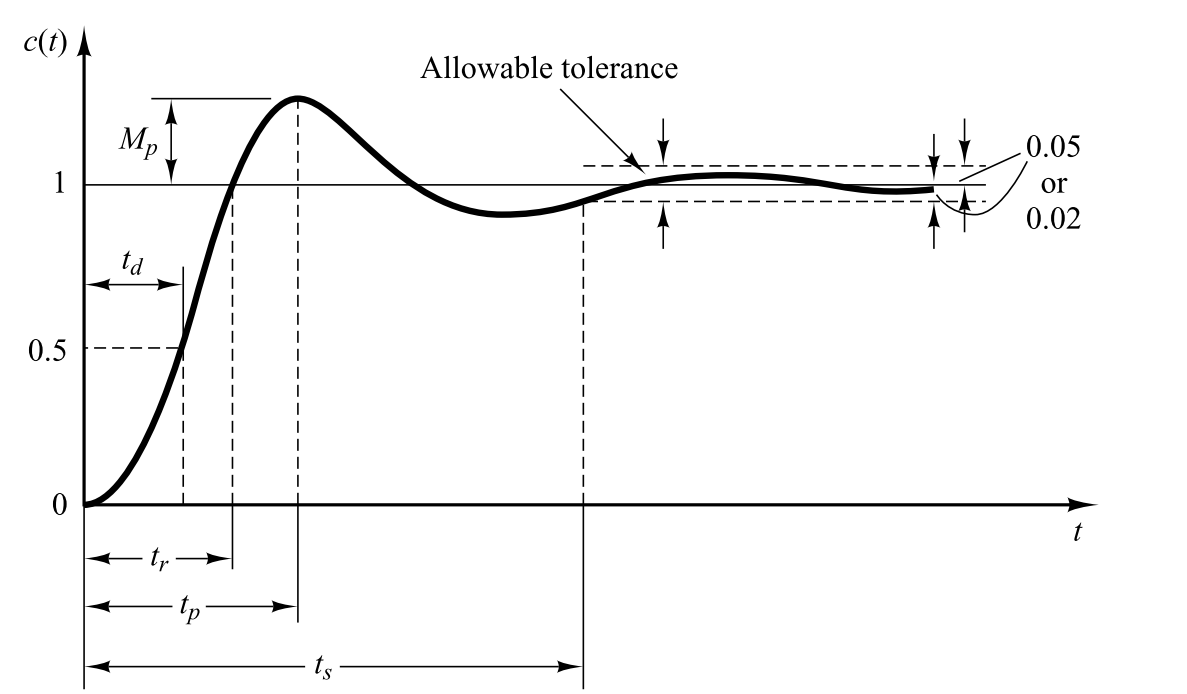 c(t)
Allowable tolerance
M_p
0.05
or
0.02
1
t_d
0.5
0
t
t_r
t_p
t_s